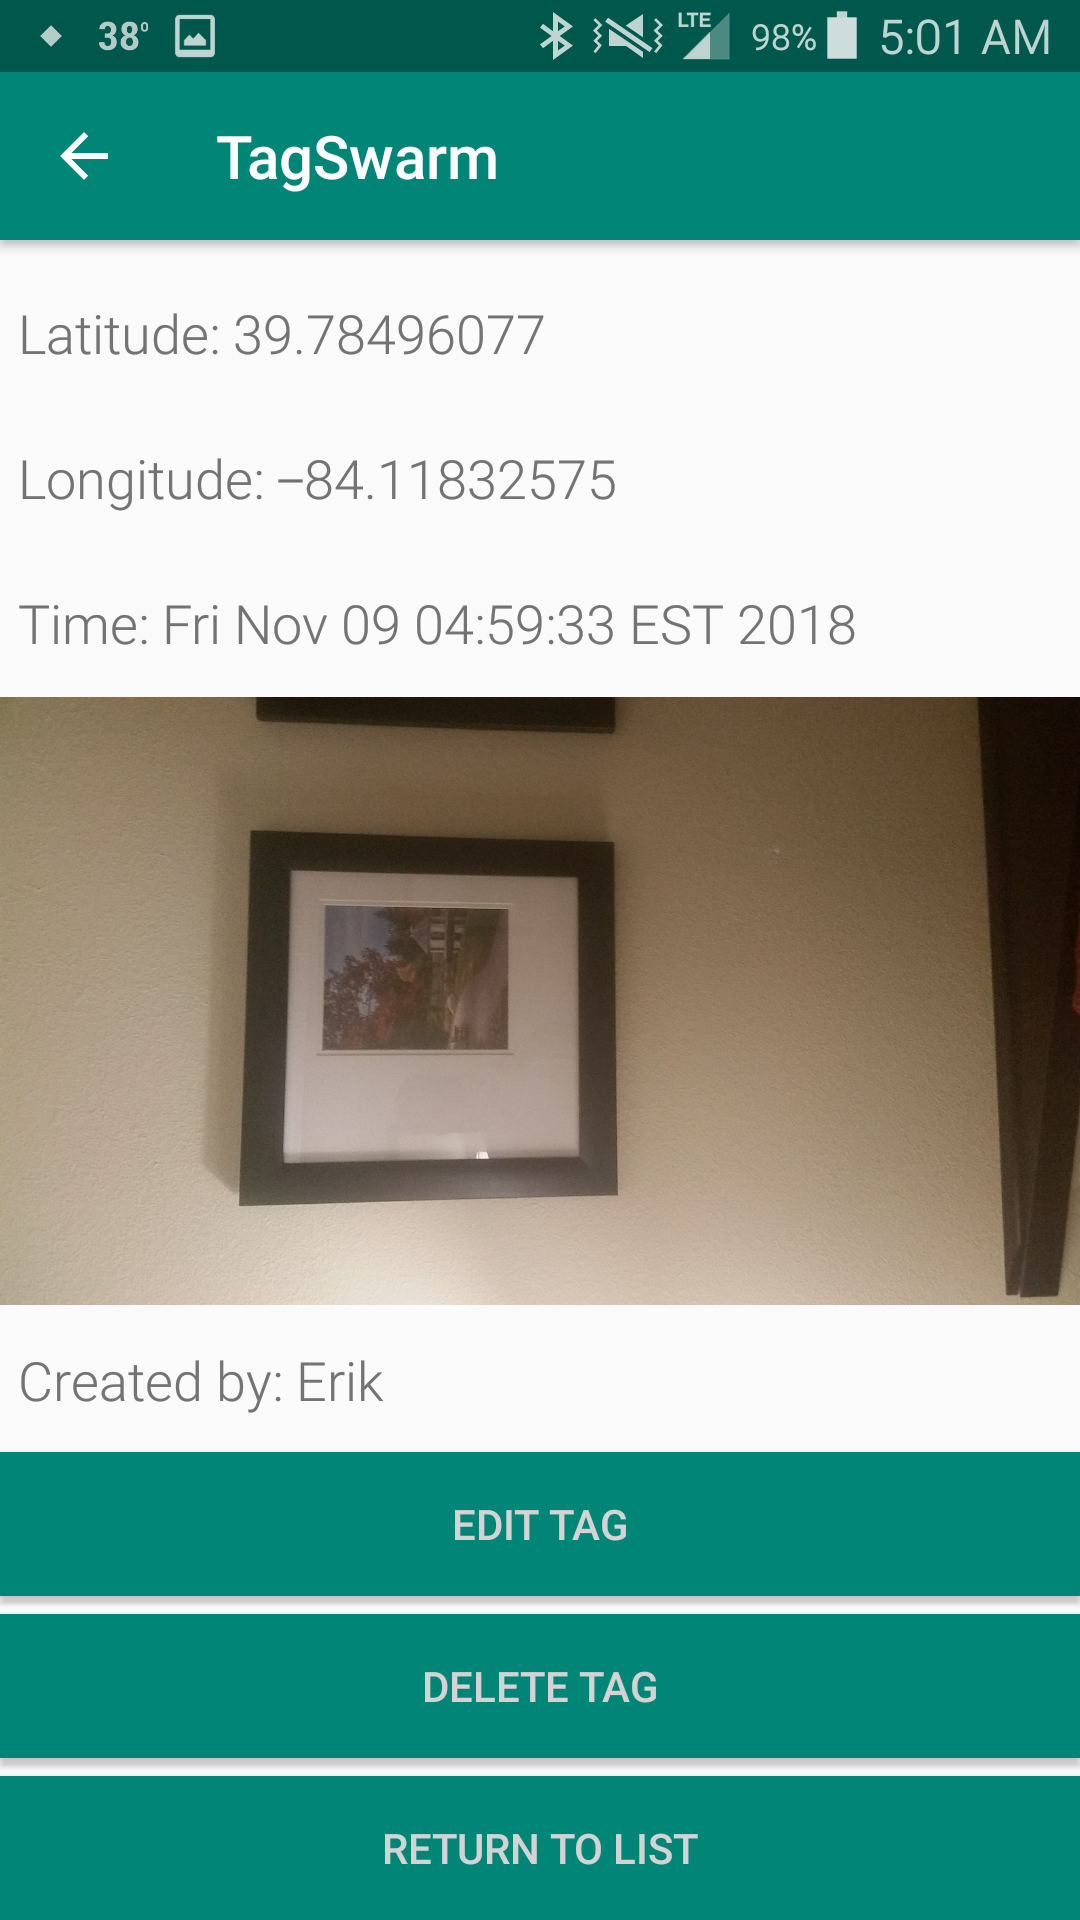 38° LTE 98% 5:01 AM
TagSwarm
Latitude: 39.78496077
Longitude: −84.11832575
Time: Fri Nov 09 04:59:33 EST 2018
Created by: Erik
EDIT TAG
DELETE TAG
RETURN TO LIST